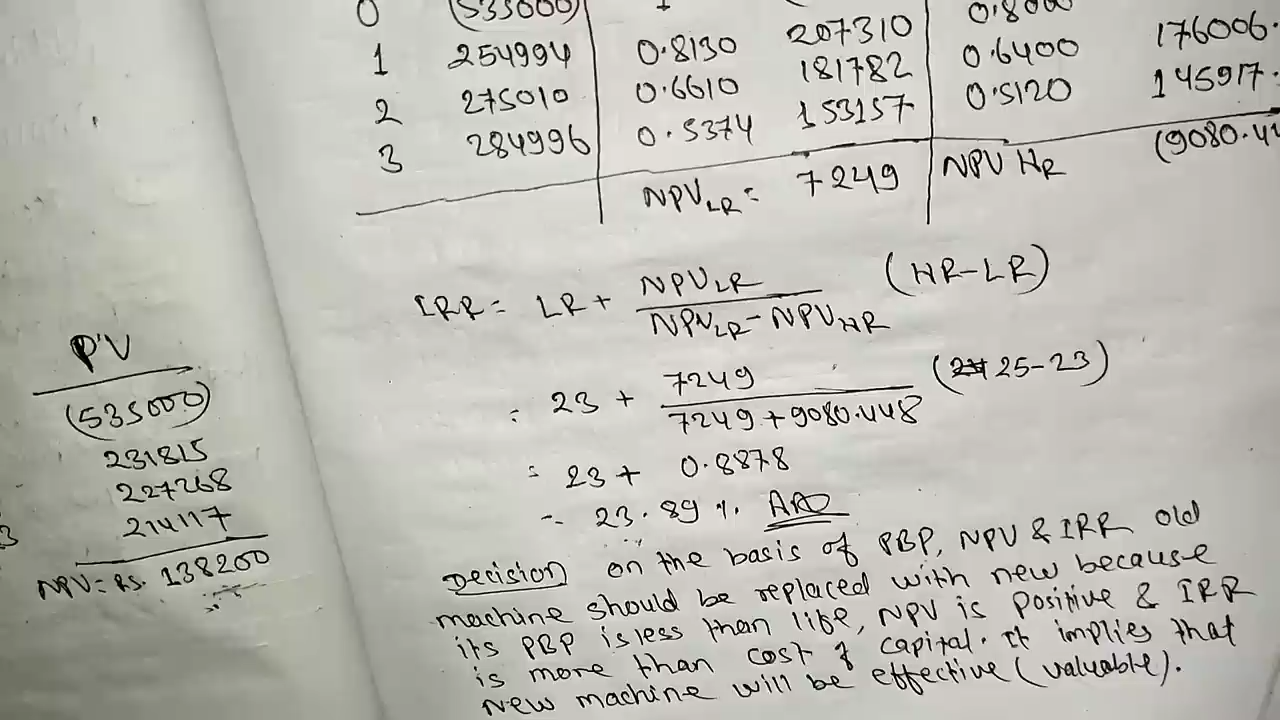 0 (535000) 1 0.8000
1 254994 0.8130 207310 0.6400 176006.
2 275010 0.6610 181782 0.5120 145917.
3 284996 0.5374 153157
NPV LR = 7249 NPV HR (9080.44
IRR = LR + NPV LR / NPV LR - NPV HR (HR-LR)
= 23 + 7249 / 7249 + 9080.448 (25-23)
= 23 + 0.8878
= 23.89 %. Ans
Decision on the basis of PBP, NPV & IRR old
machine should be replaced with new because
its PBP is less than life, NPV is positive & IRR
is more than cost of capital. It implies that
new machine will be effective (valuable).
PV
(535000)
231815
227268
3 214117
NPV = Rs. 138200